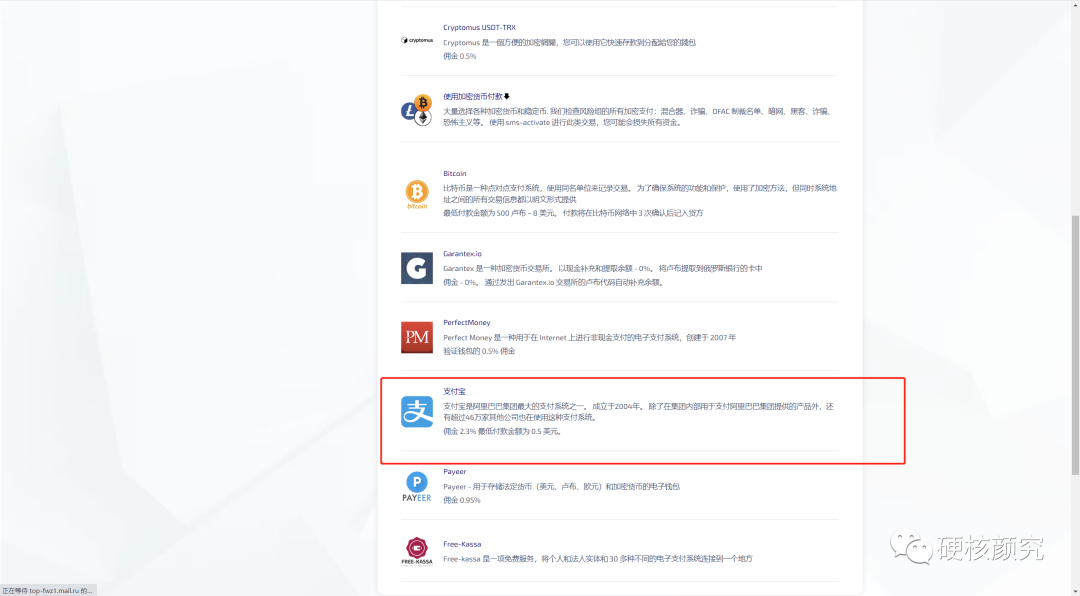 Cryptomus USDT-TRX
cryptomus
Cryptomus 是一個方便的加密網關，您可以使用它快速存款到分配給您的錢包
佣金 0.5%
使用加密货币付款
大量选择各种加密货币和稳定币. 我们检查风险组的所有加密支付：混合器、诈骗、OFAC 制裁名单、暗网、黑客、诈骗、
恐怖主义等。 使用 sms-activate 进行此类交易，您可能会损失所有资金。
Bitcoin
bitcoin
比特币是一种点对点支付系统，使用同名单位来记录交易。 为了确保系统的功能和保护，使用了加密方法，但同时系统地
址之间的所有交易信息都以明文形式提供
最低付款金额为 500 卢布 – 8 美元。 付款将在比特币网络中 3 次确认后记入贷方
Garantex.io
G
Garantex 是一种加密货币交易所。 以现金补充和提取余额 - 0%。 将卢布提取到俄罗斯银行的卡中
佣金 - 0%。 通过发出 Garantex.io 交易所的卢布代码自动补充余额。
PerfectMoney
PM
Perfect Money 是一种用于在 Internet 上进行非现金支付的电子支付系统，创建于 2007 年
验证钱包的 0.5% 佣金
支付宝
支
支付宝是阿里巴巴集团最大的支付系统之一。 成立于2004年。 除了在集团内部用于支付阿里巴巴集团提供的产品外，还
有超过46万家其他公司也在使用这种支付系统。
佣金 2.3% 最低付款金额为 0.5 美元。
Payeer
P
PAYEER
Payeer - 用于存储法定货币（美元、卢布、欧元）和加密货币的电子钱包
佣金 0.95%
Free-Kassa
FREE-KASSA
Free-kassa 是一项免费服务，将个人和法人实体和 30 多种不同的电子支付系统连接到一个地方
硬核颜究
正在等待 top-fwz1.mail.ru 的...